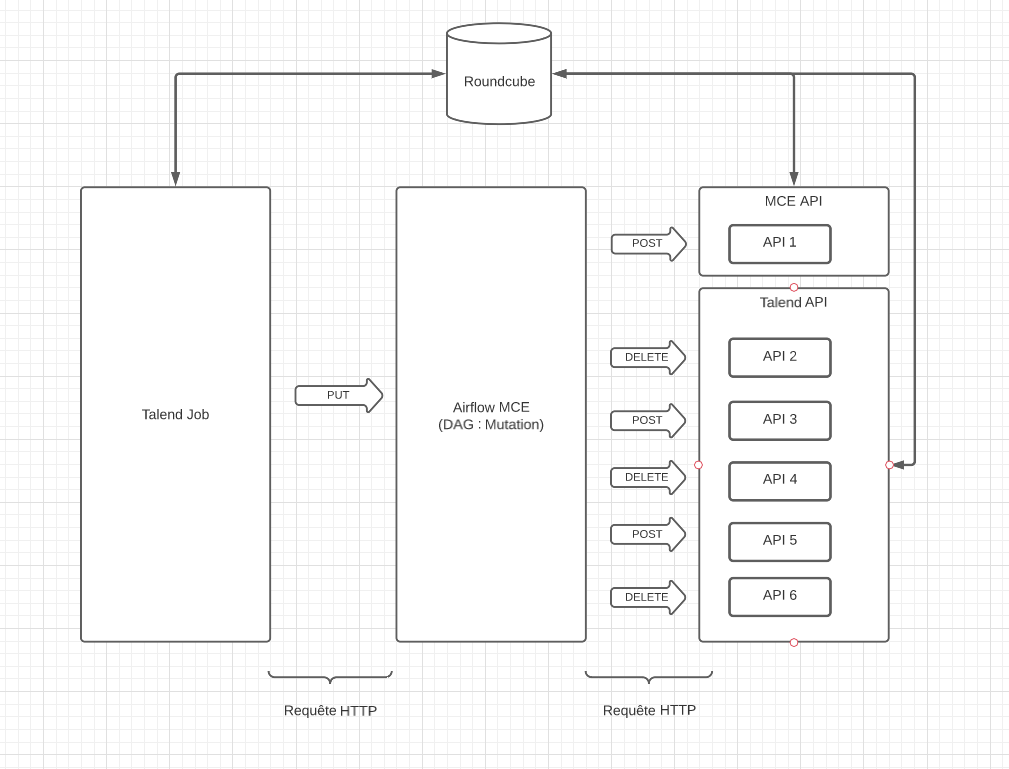 Roundcube
MCE API
API 1
POST
Talend API
API 2
DELETE
PUT
Talend Job
Airflow MCE
(DAG : Mutation)
POST
API 3
DELETE
API 4
POST
API 5
DELETE
API 6
Requête HTTP
Requête HTTP